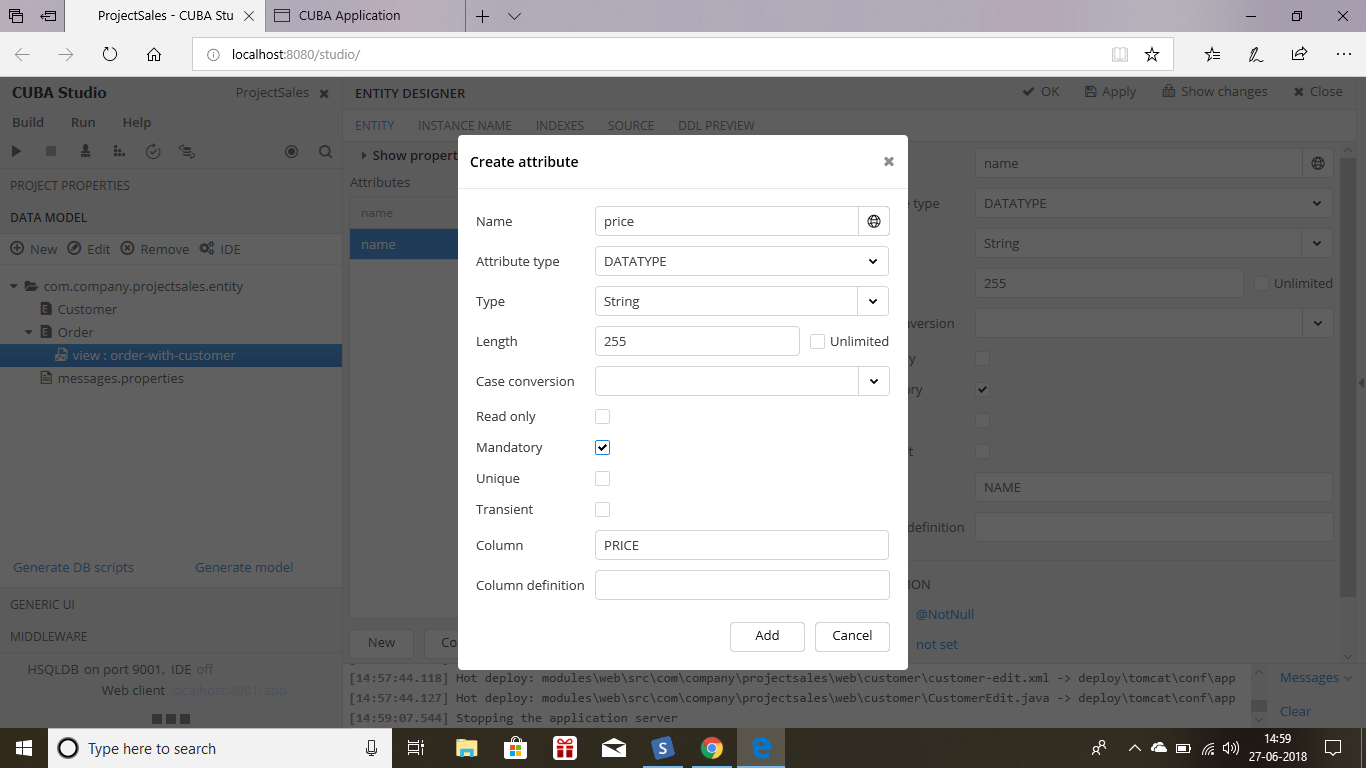 ProjectSales - CUBA Stu
CUBA Application
localhost:8080/studio/
CUBA Studio
ProjectSales
ENTITY DESIGNER
OK
Apply
Show changes
Close
Build Run Help
ENTITY INSTANCE NAME INDEXES SOURCE DDL PREVIEW
PROJECT PROPERTIES
DATA MODEL
New Edit Remove IDE
com.company.projectsales.entity
Customer
Order
view : order-with-customer
messages.properties
Generate DB scripts Generate model
GENERIC UI
MIDDLEWARE
HSQLDB on port 9001, IDE off
Web client localhost:8081/app
Show propert
Attributes
name
name
New Co
Create attribute
Name price
Attribute type DATATYPE
Type String
Length 255 Unlimited
Case conversion
Read only
Mandatory
Unique
Transient
Column PRICE
Column definition
Add Cancel
name
e type DATATYPE
String
255 Unlimited
version
y
ry
t
NAME
definition
ON
@NotNull
not set
[14:57:44.118] Hot deploy: modules\web\src\com\company\projectsales\web\customer\customer-edit.xml -> deploy\tomcat\conf\app
[14:57:44.127] Hot deploy: modules\web\src\com\company\projectsales\web\customer\CustomerEdit.java -> deploy\tomcat\conf\app
[14:59:07.544] Stopping the application server
Messages
Clear
Type here to search
14:59
27-06-2018